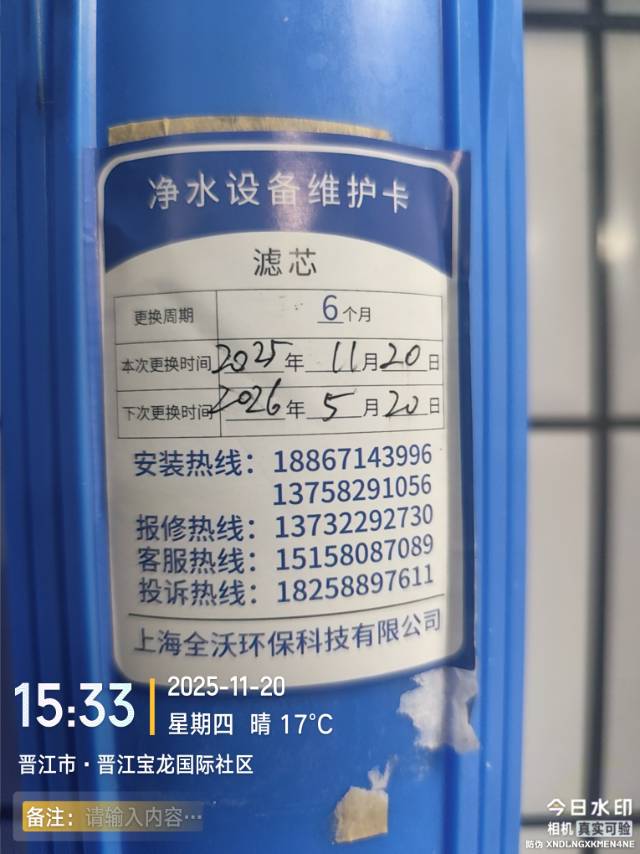 净水设备维护卡
滤芯
更换周期 6个月
本次更换时间 2025年 11月20日
下次更换时间 2026年 5月20日
安装热线：18867143996
13758291056
报修热线：13732292730
客服热线：15158087089
投诉热线：18258897611
上海全沃环保科技有限公司
15:33
2025-11-20
星期四 晴 17°C
晋江市·晋江宝龙国际社区
备注：请输入内容…
今日水印
相机 真实可验
防伪 XNDLNGXKMEN4NE